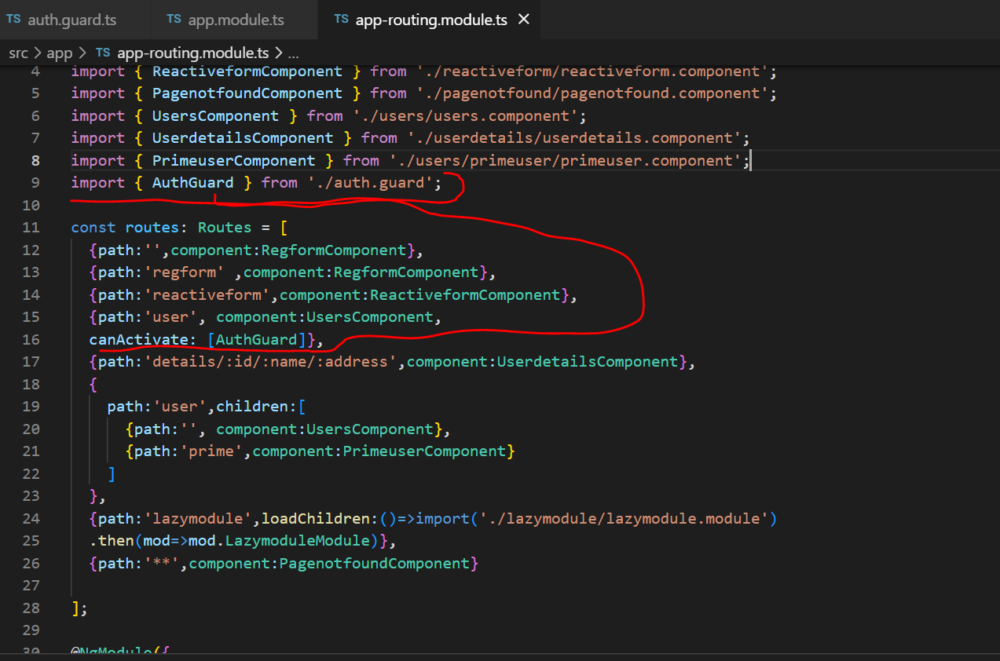 TS auth.guard.ts TS app.module.ts TS app-routing.module.ts ×
src > app > TS app-routing.module.ts > ...
4 import { ReactiveformComponent } from './reactiveform/reactiveform.component';
5 import { PagenotfoundComponent } from './pagenotfound/pagenotfound.component';
6 import { UsersComponent } from './users/users.component';
7 import { UserdetailsComponent } from './userdetails/userdetails.component';
8 import { PrimeuserComponent } from './users/primeuser/primeuser.component';
9 import { AuthGuard } from './auth.guard';
10
11 const routes: Routes = [
12 {path:'',component:RegformComponent},
13 {path:'regform' ,component:RegformComponent},
14 {path:'reactiveform',component:ReactiveformComponent},
15 {path:'user', component:UsersComponent,
16 canActivate: [AuthGuard]},
17 {path:'details/:id/:name/:address',component:UserdetailsComponent},
18 {
19 path:'user',children:[
20 {path:'', component:UsersComponent},
21 {path:'prime',component:PrimeuserComponent}
22 ]
23 },
24 {path:'lazymodule',loadChildren:()=>import('./lazymodule/lazymodule.module')
25 .then(mod=>mod.LazymoduleModule)},
26 {path:'**',component:PagenotfoundComponent}
27
28 ];
29
30 @NgModule({